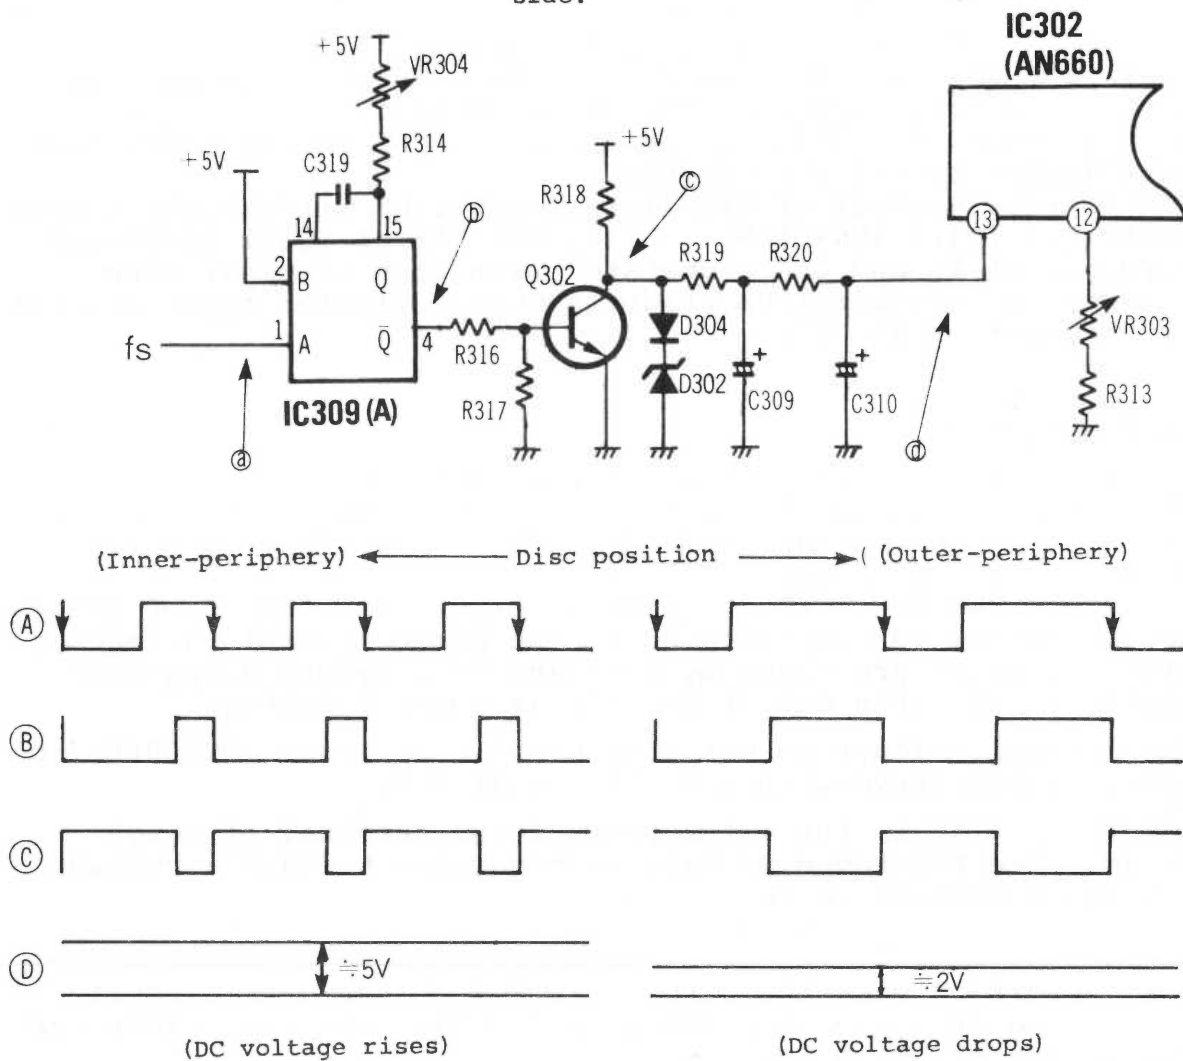 side.
IC302
(AN660)
+5V
VR304
R314
+5V
C319
+5V
R318
ⓒ
ⓑ
14
15
13
12
2
B
Q
Q302
R319
R320
fs
1
A
Q̅
4
R316
D304
VR303
R317
D302
+
C309
+
C310
R313
IC309(A)
ⓐ
ⓓ
(Inner-periphery)
Disc position
( (Outer-periphery)
Ⓐ
Ⓑ
Ⓒ
Ⓓ
≒5V
≒2V
(DC voltage rises)
(DC voltage drops)